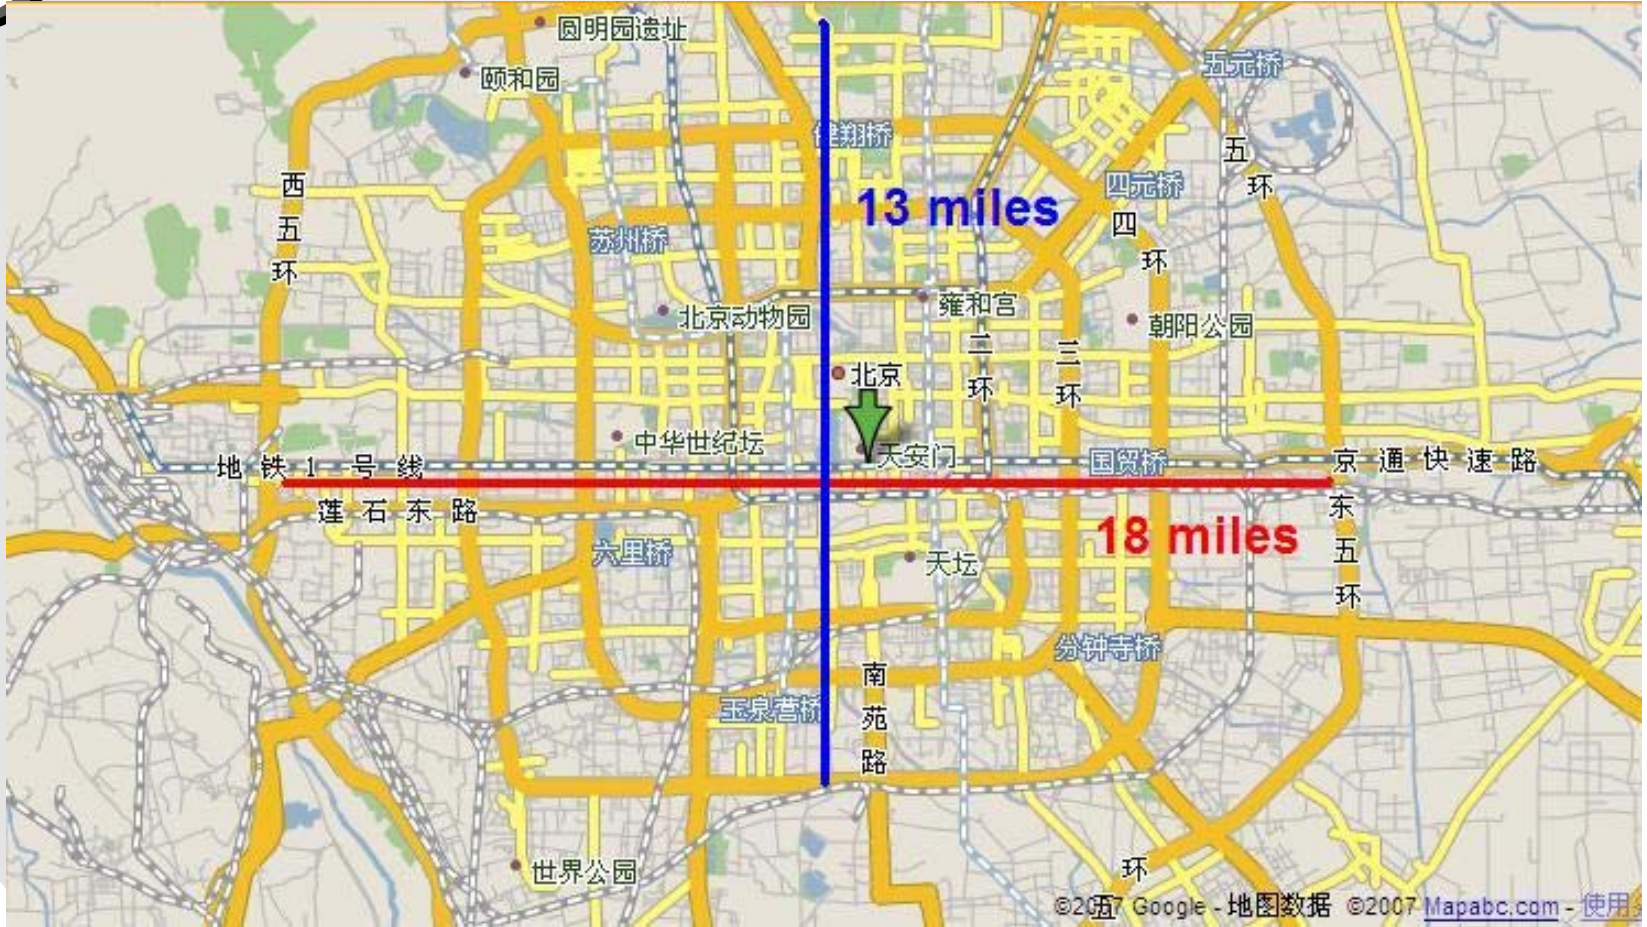 圆明园遗址
颐和园
五元桥
健翔桥
五环
西五环
四元桥
13 miles
四环
苏州桥
雍和宫
北京动物园
朝阳公园
二环
三环
北京
中华世纪坛
天安门
国贸桥
京通快速路
地铁1号线
莲石东路
东五环
18 miles
六里桥
天坛
分钟寺桥
南苑路
玉泉营桥
世界公园
五环
©2007 Google - 地图数据 ©2007 Mapabc.com - 使用